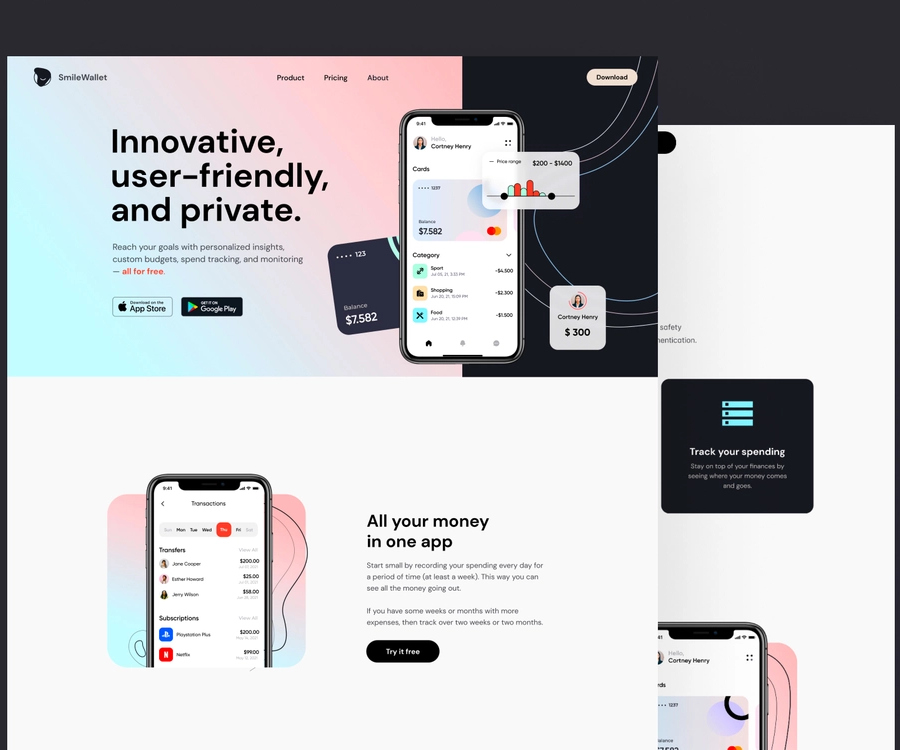 SmileWallet
Product Pricing About
Download
Innovative,
user-friendly,
and private.
Reach your goals with personalized insights,
custom budgets, spend tracking, and monitoring
— all for free.
Download on the
App Store
GET IT ON
Google Play
•••• 123
Balance
$7.582
9:41
Hello,
Cortney Henry
Cards
•••• 1237
Balance
$7.582
Category
Sport
Jul 03, 21, 3:33 PM
-$4.500
Shopping
Jun 20, 21, 15:09 PM
-$2.300
Food
Jun 20, 21, 12:39 PM
-$1.500
Price range
$200 - $1400
Cortney Henry
$ 300
safety
Track your spending
Stay on top of your finances by
seeing where your money comes
and goes.
9:41
Transactions
Sun Mon Tue Wed Thu Fri Sat
Transfers View All
Jane Cooper $200.00
Esther Howard $25.00
Jerry Wilson $58.00
Subscriptions View All
Playstation Plus $200.00
Netflix $99.00
All your money
in one app
Start small by recording your spending every day for
a period of time (at least a week). This way you can
see all the money going out.
If you have some weeks or months with more
expenses, then track over two weeks or two months.
Try it free
Hello,
Cortney Henry
•••• 1237
Balance